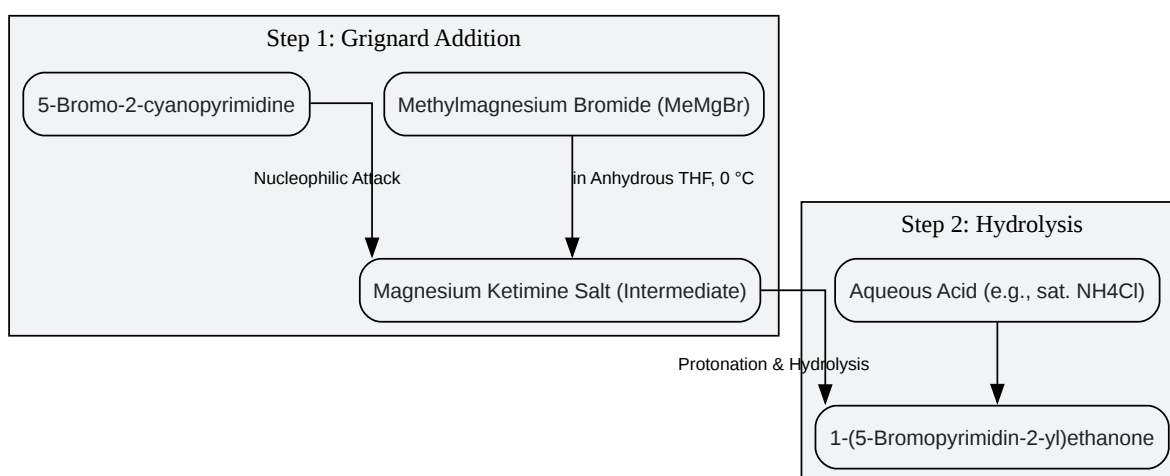 Step 1: Grignard Addition
5-Bromo-2-cyanopyrimidine
Methylmagnesium Bromide (MeMgBr)
Nucleophilic Attack
in Anhydrous THF, 0 °C
Magnesium Ketimine Salt (Intermediate)
Step 2: Hydrolysis
Aqueous Acid (e.g., sat. NH4Cl)
Protonation & Hydrolysis
1-(5-Bromopyrimidin-2-yl)ethanone